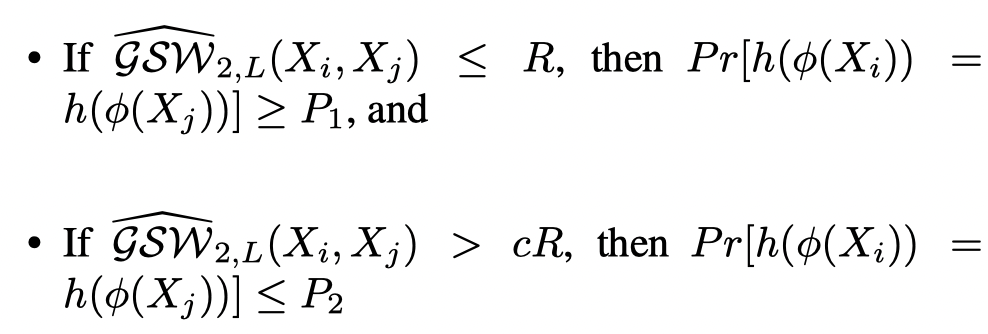 • If $\widehat{\mathcal{GSW}}_{2,L}(X_i, X_j) \leq R$, then $Pr[h(\phi(X_i)) =$
$h(\phi(X_j))] \geq P_1$, and
• If $\widehat{\mathcal{GSW}}_{2,L}(X_i, X_j) > cR$, then $Pr[h(\phi(X_i)) =$
$h(\phi(X_j))] \leq P_2$